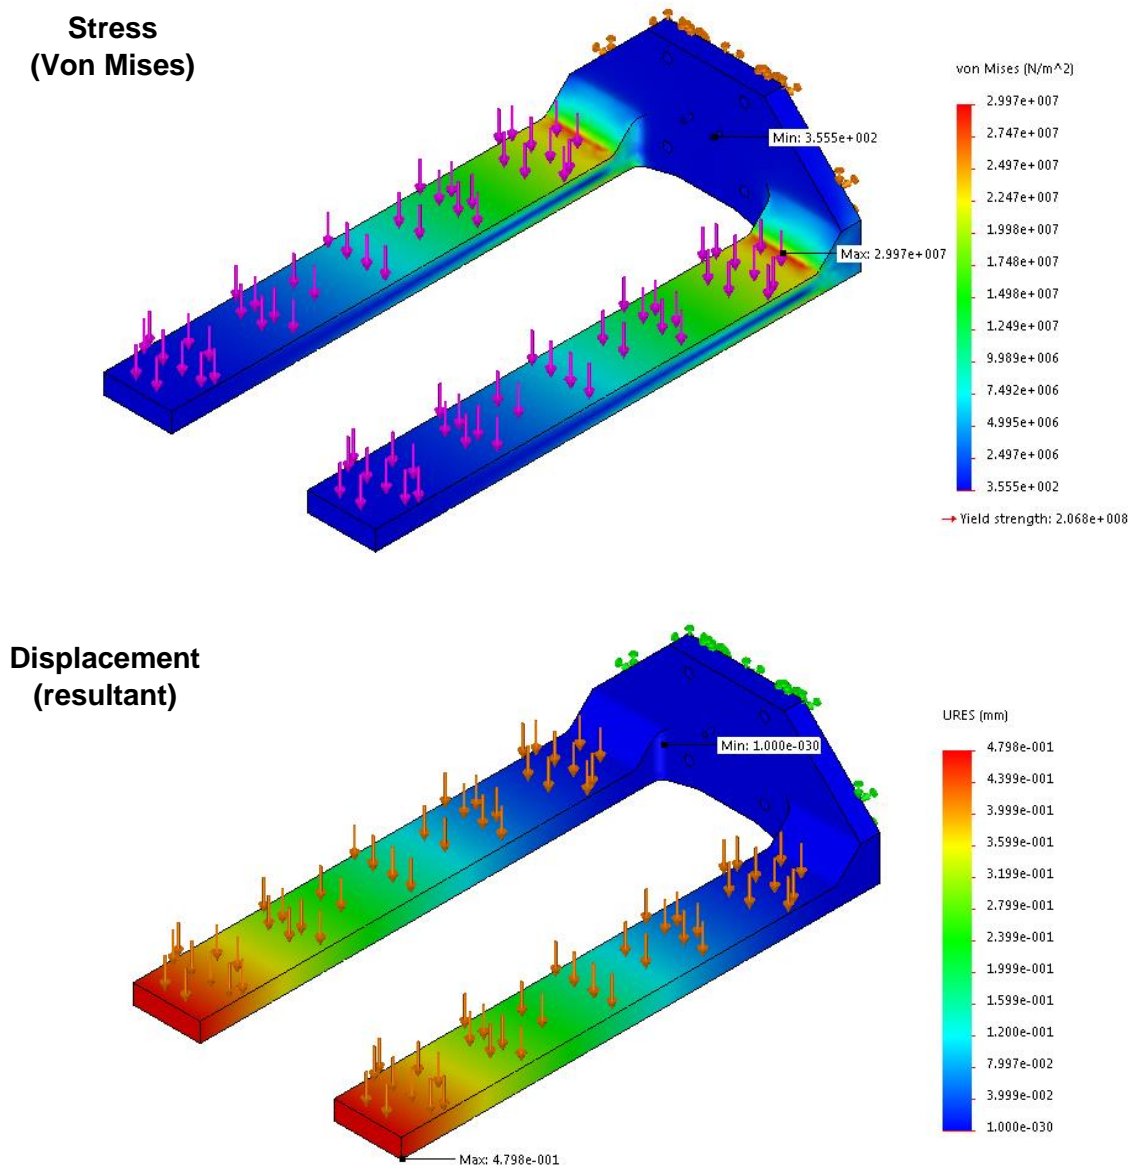 Stress
(Von Mises)
von Mises (N/m^2)
2.997e+007
2.747e+007
2.497e+007
2.247e+007
1.998e+007
1.748e+007
1.498e+007
1.249e+007
9.989e+006
7.492e+006
4.995e+006
2.497e+006
3.555e+002
Yield strength: 2.068e+008
Min: 3.555e+002
Max: 2.997e+007
Displacement
(resultant)
URES (mm)
4.798e-001
4.399e-001
3.999e-001
3.599e-001
3.199e-001
2.799e-001
2.399e-001
1.999e-001
1.599e-001
1.200e-001
7.997e-002
3.999e-002
1.000e-030
Min: 1.000e-030
Max: 4.798e-001